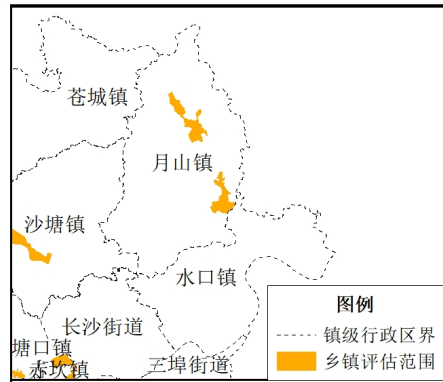 苍城镇
月山镇
沙塘镇
水口镇
长沙街道
塘口镇
赤坎镇
三埠街道
图例
镇级行政区界
乡镇评估范围